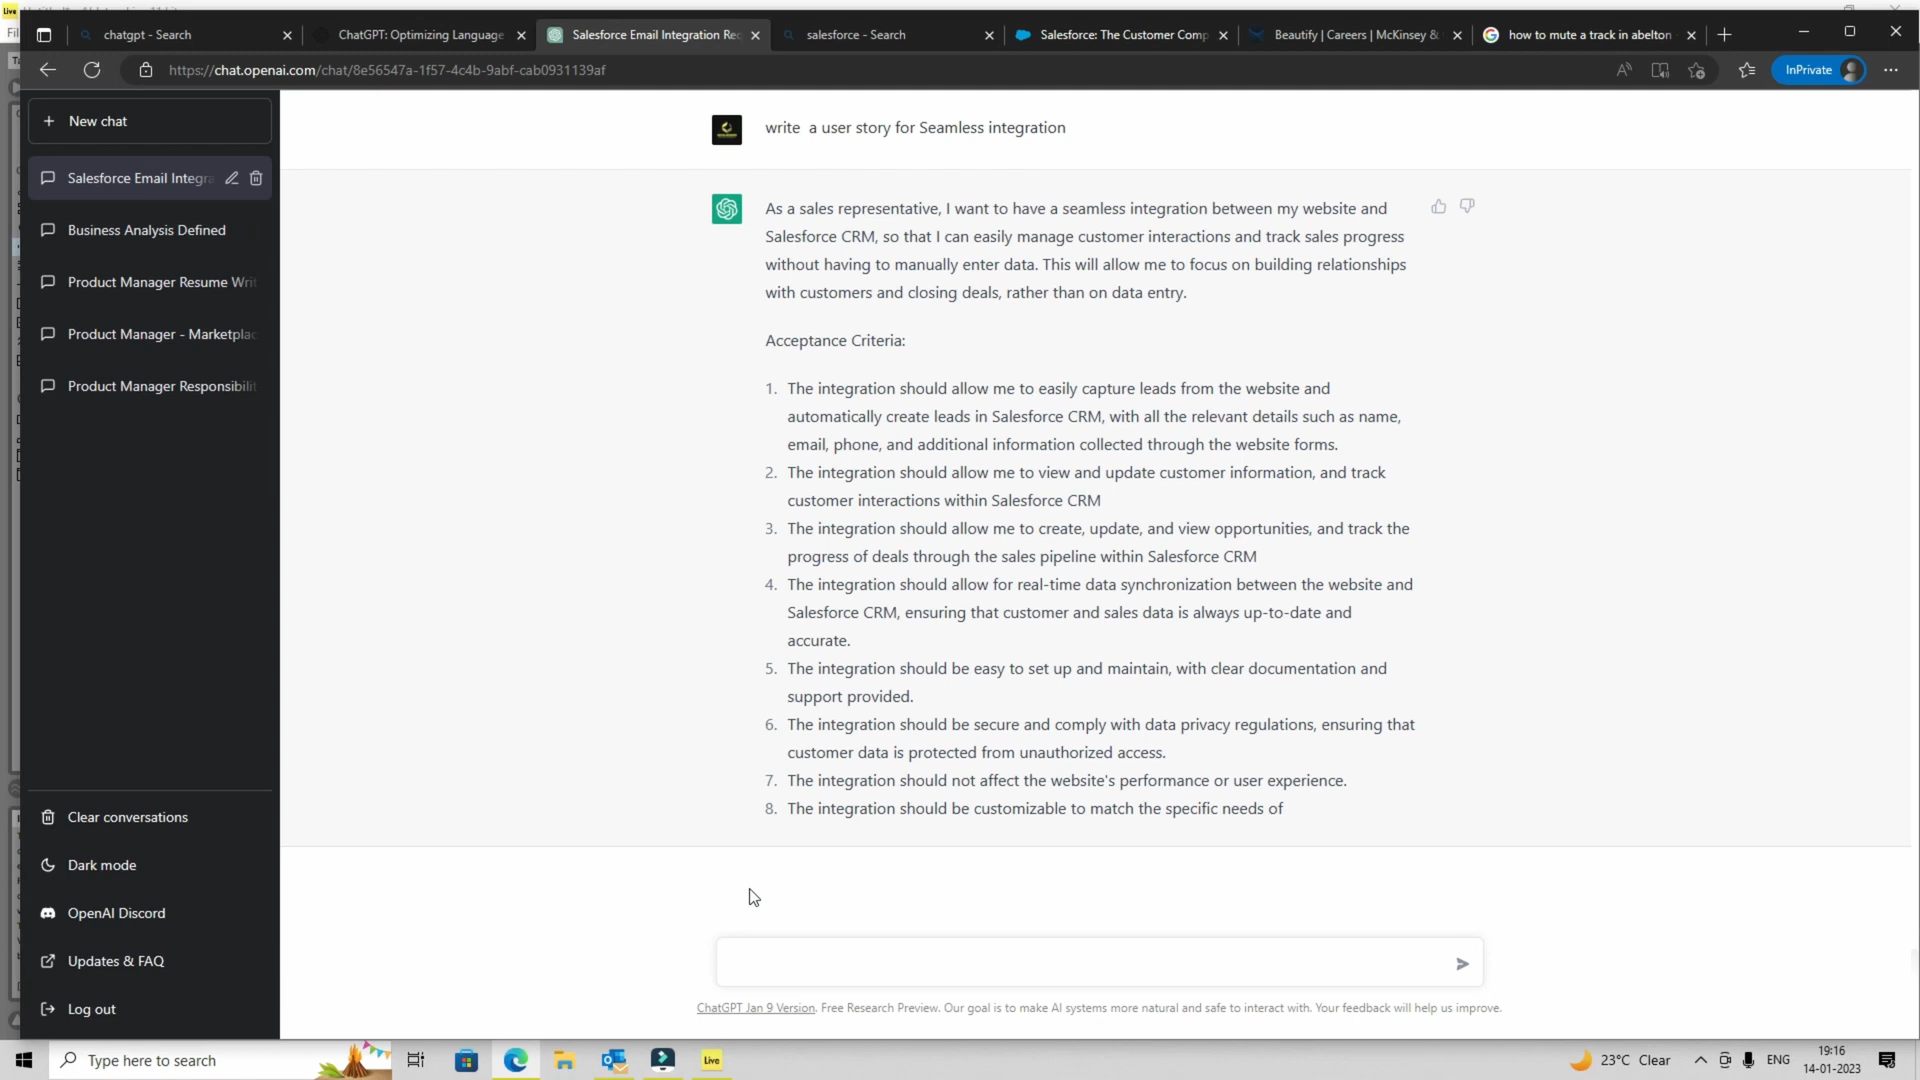 Live
chatgpt - Search
ChatGPT: Optimizing Language
Salesforce Email Integration Req
salesforce - Search
Salesforce: The Customer Comp
Beautify | Careers | McKinsey &
how to mute a track in abelton
https://chat.openai.com/chat/8e56547a-1f57-4c4b-9abf-cab0931139af
InPrivate
New chat
Salesforce Email Integra
Business Analysis Defined
Product Manager Resume Writ
Product Manager - Marketplac
Product Manager Responsibilit
Clear conversations
Dark mode
OpenAI Discord
Updates & FAQ
Log out
write a user story for Seamless integration
As a sales representative, I want to have a seamless integration between my website and
Salesforce CRM, so that I can easily manage customer interactions and track sales progress
without having to manually enter data. This will allow me to focus on building relationships
with customers and closing deals, rather than on data entry.
Acceptance Criteria:
1. The integration should allow me to easily capture leads from the website and
automatically create leads in Salesforce CRM, with all the relevant details such as name,
email, phone, and additional information collected through the website forms.
2. The integration should allow me to view and update customer information, and track
customer interactions within Salesforce CRM
3. The integration should allow me to create, update, and view opportunities, and track the
progress of deals through the sales pipeline within Salesforce CRM
4. The integration should allow for real-time data synchronization between the website and
Salesforce CRM, ensuring that customer and sales data is always up-to-date and
accurate.
5. The integration should be easy to set up and maintain, with clear documentation and
support provided.
6. The integration should be secure and comply with data privacy regulations, ensuring that
customer data is protected from unauthorized access.
7. The integration should not affect the website's performance or user experience.
8. The integration should be customizable to match the specific needs of
ChatGPT Jan 9 Version. Free Research Preview. Our goal is to make AI systems more natural and safe to interact with. Your feedback will help us improve.
Type here to search
Live
23°C Clear
ENG
19:16
14-01-2023